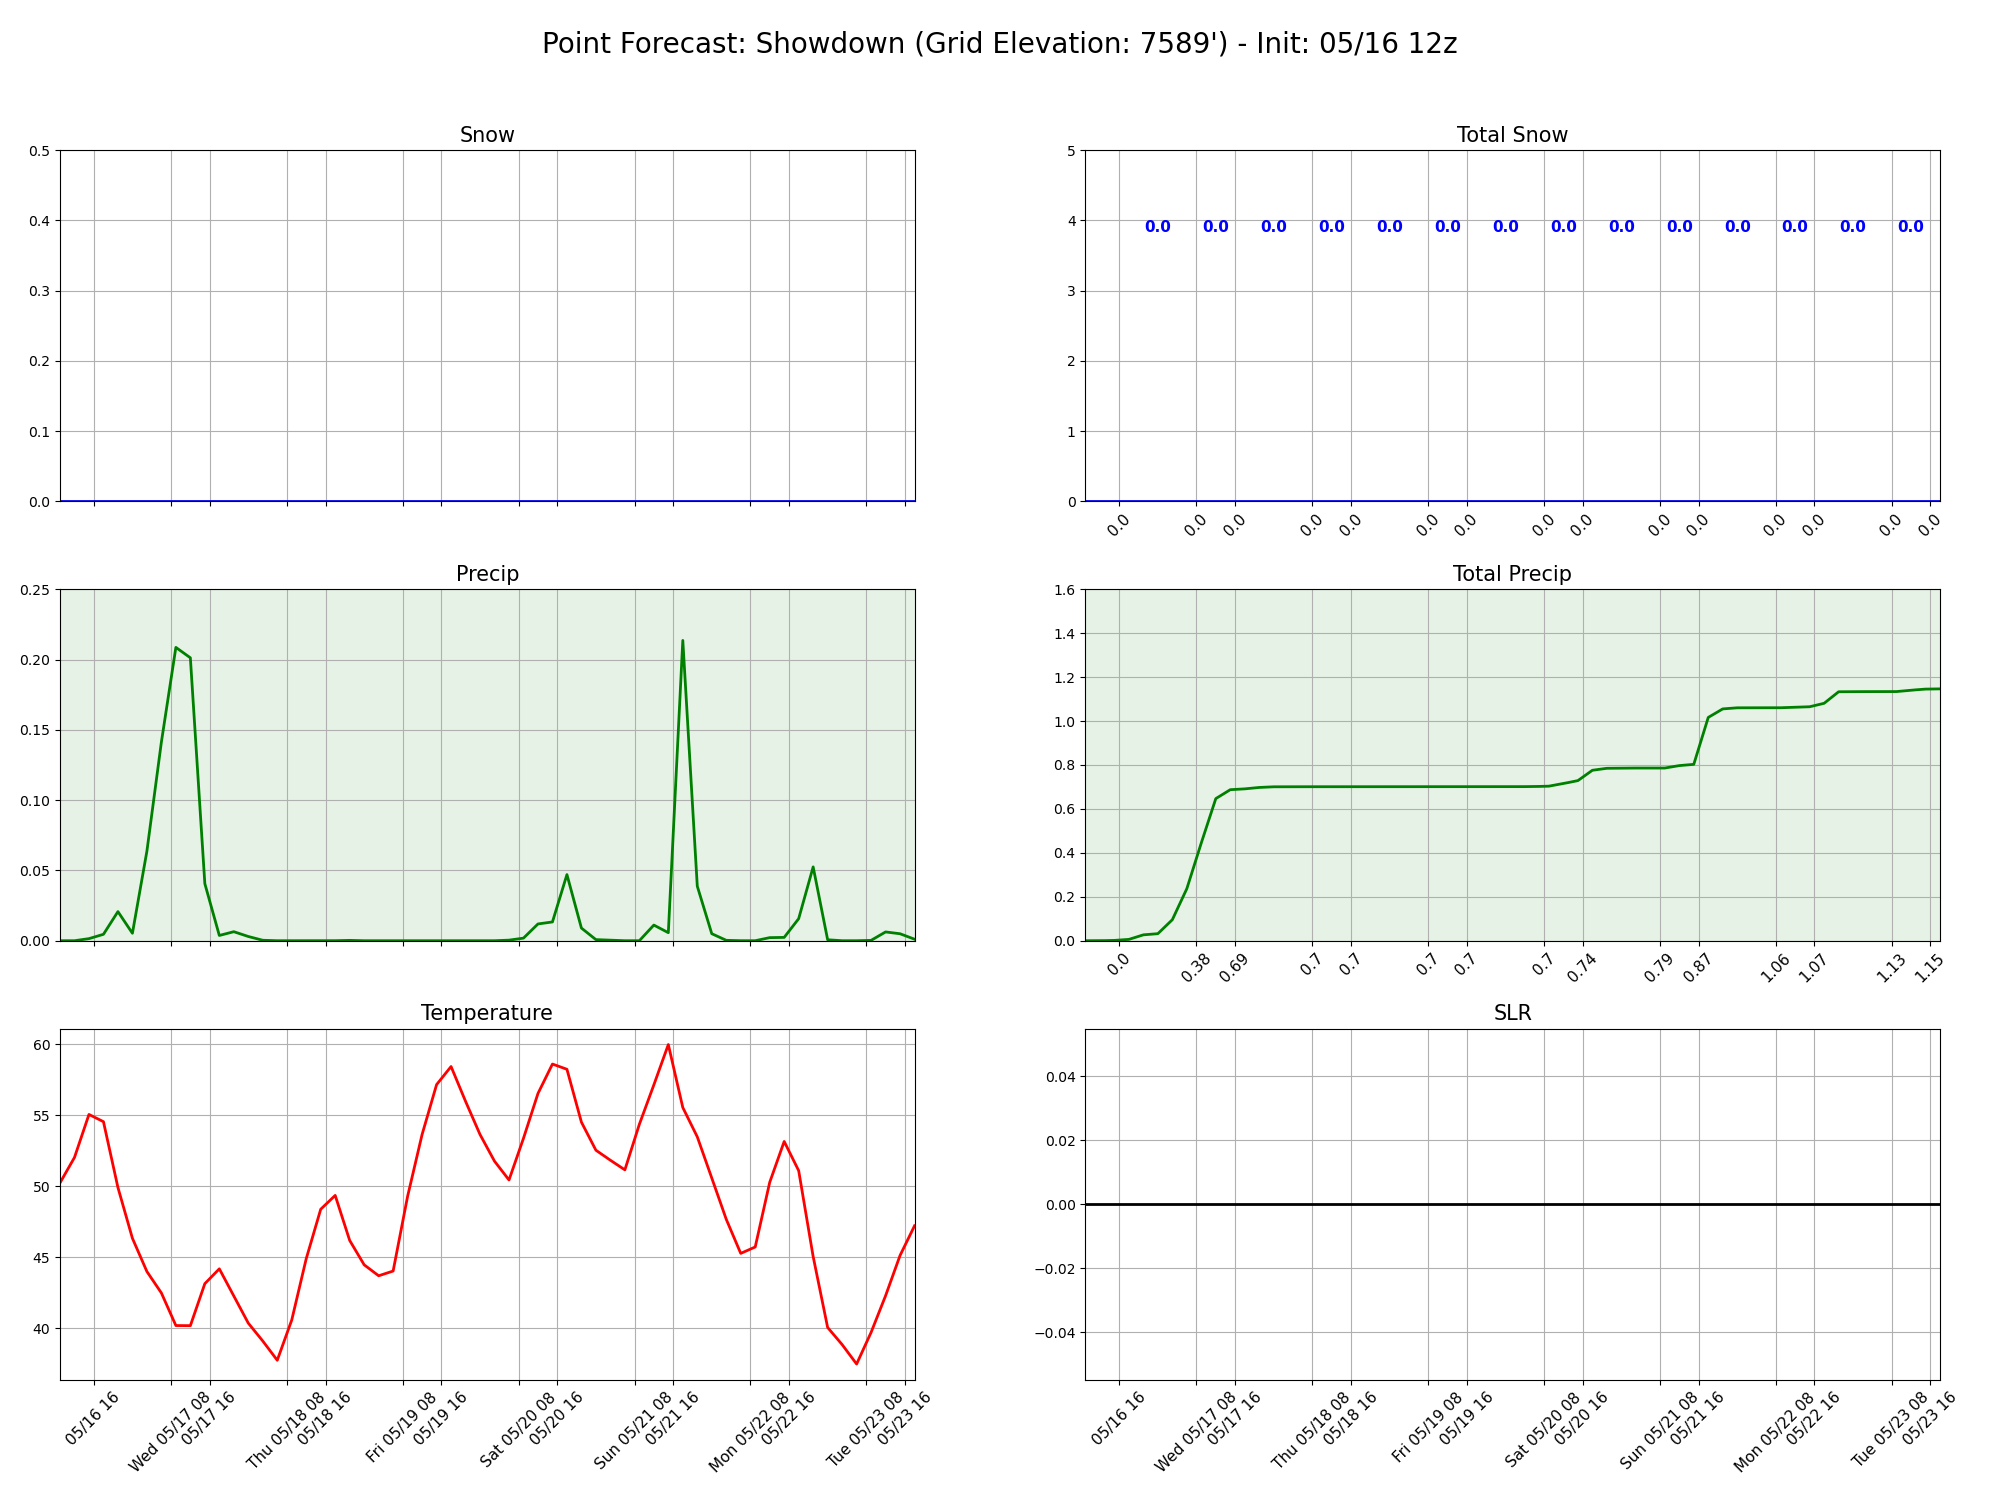 Point Forecast: Showdown (Grid Elevation: 7589') - Init: 05/16 12z
Snow
0.5
0.4
0.3
0.2
0.1
0.0
Total Snow
5
4
3
2
1
0
0.0 0.0 0.0 0.0 0.0 0.0 0.0 0.0 0.0 0.0 0.0 0.0 0.0 0.0
0.0 0.0 0.0 0.0 0.0 0.0 0.0 0.0 0.0 0.0 0.0 0.0 0.0 0.0 0.0
Precip
0.25
0.20
0.15
0.10
0.05
0.00
Total Precip
1.6
1.4
1.2
1.0
0.8
0.6
0.4
0.2
0.0
0.0 0.38 0.69 0.7 0.7 0.7 0.7 0.7 0.74 0.79 0.87 1.06 1.07 1.13 1.15
Temperature
60
55
50
45
40
05/16 16
Wed 05/17 08
05/17 16
Thu 05/18 08
05/18 16
Fri 05/19 08
05/19 16
Sat 05/20 08
05/20 16
Sun 05/21 08
05/21 16
Mon 05/22 08
05/22 16
Tue 05/23 08
05/23 16
SLR
0.04
0.02
0.00
−0.02
−0.04
05/16 16
Wed 05/17 08
05/17 16
Thu 05/18 08
05/18 16
Fri 05/19 08
05/19 16
Sat 05/20 08
05/20 16
Sun 05/21 08
05/21 16
Mon 05/22 08
05/22 16
Tue 05/23 08
05/23 16